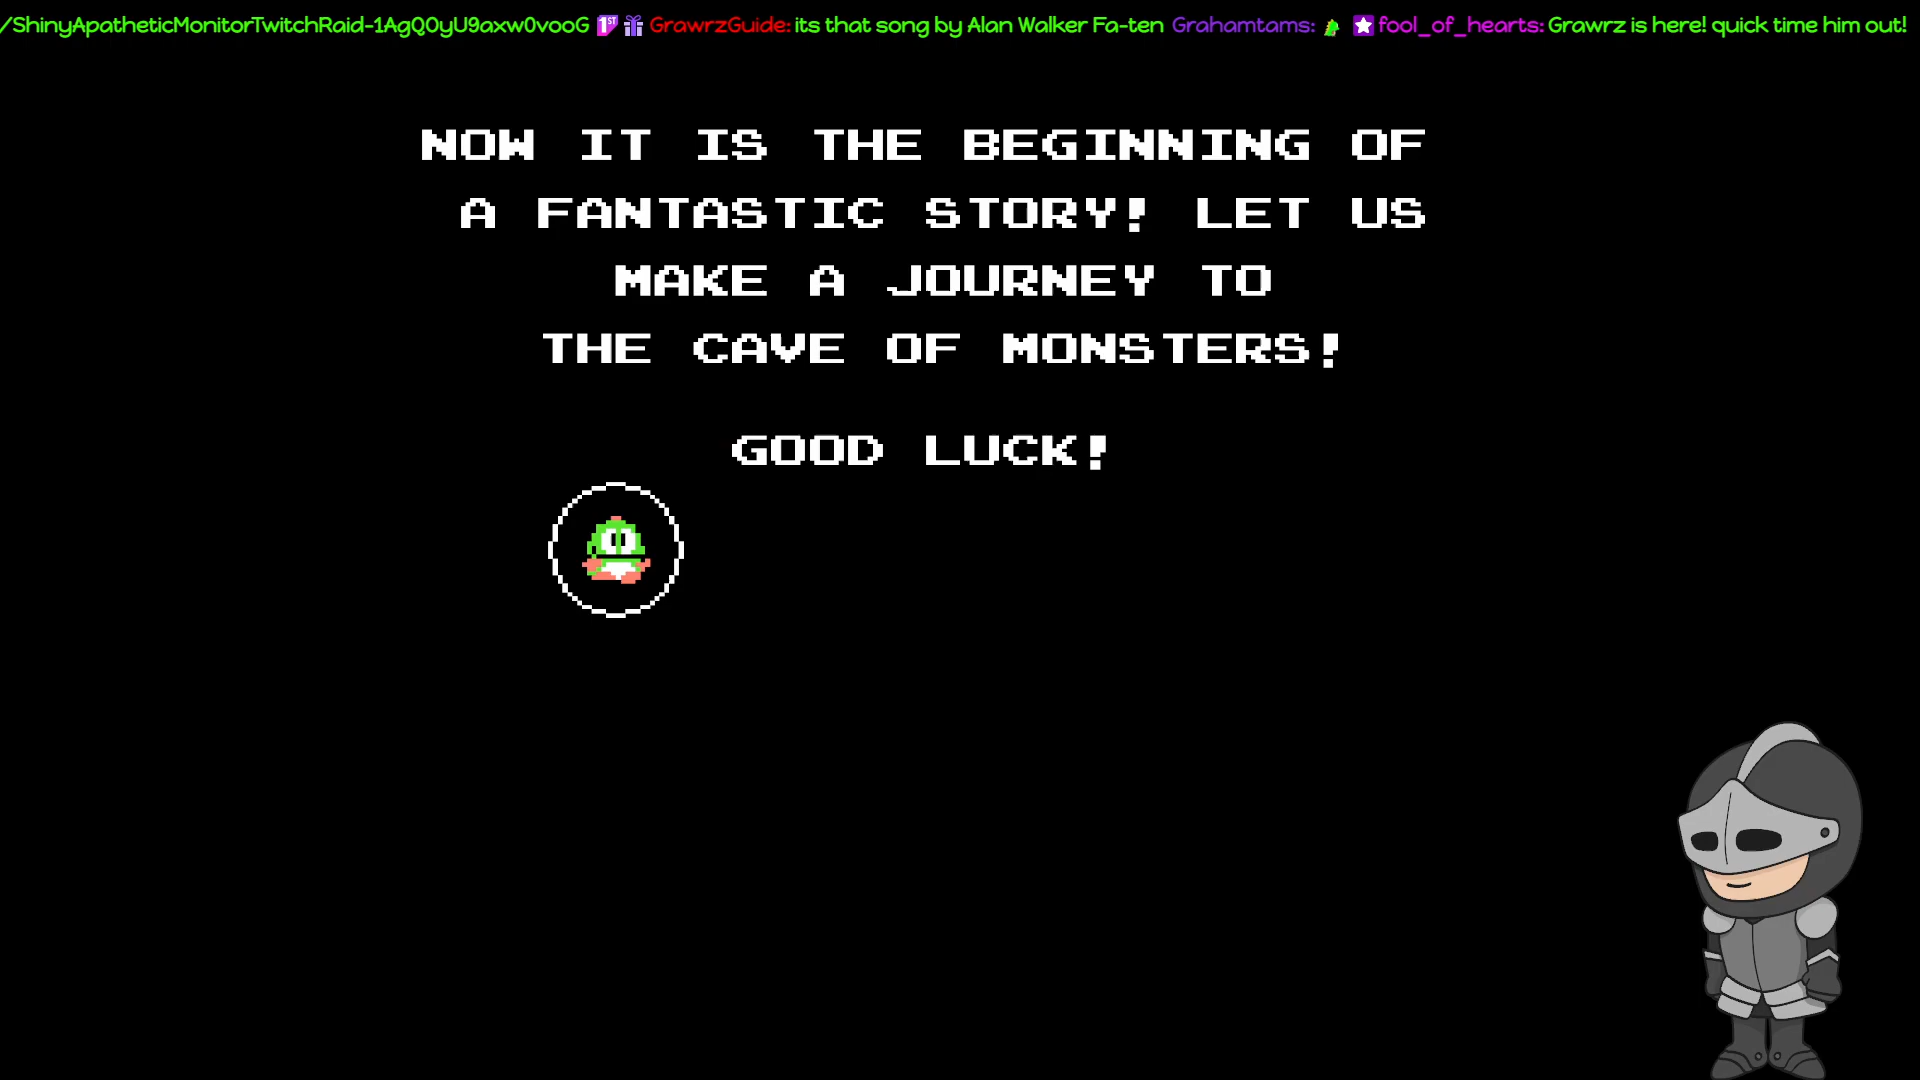 /ShinyApatheticMonitorTwitchRaid-1AgQ0yU9axw0vooG 1ST GrawrzGuide: its that song by Alan Walker Fa-ten Grahamtams: fool_of_hearts: Grawrz is here! quick time him out!
NOW IT IS THE BEGINNING OF
A FANTASTIC STORY! LET US
MAKE A JOURNEY TO
THE CAVE OF MONSTERS!
GOOD LUCK!